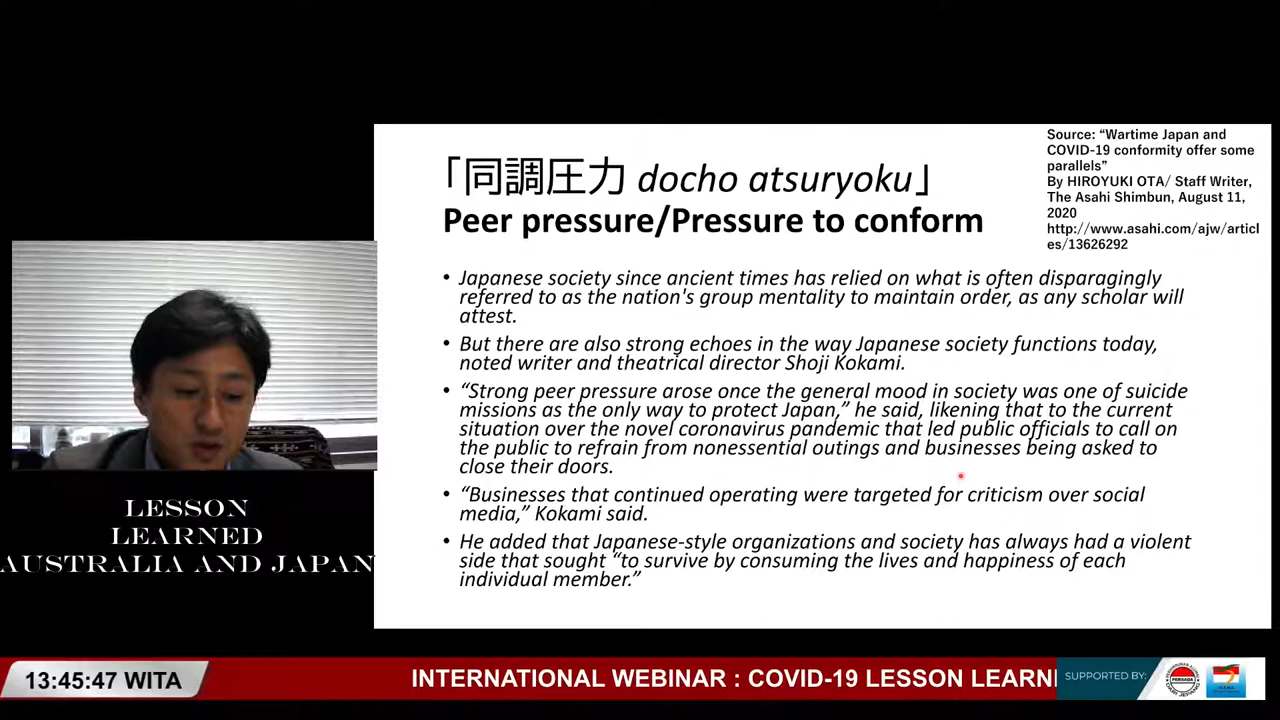 Source: “Wartime Japan and
COVID-19 conformity offer some
parallels”
By HIROYUKI OTA/ Staff Writer,
The Asahi Shimbun, August 11,
2020
http://www.asahi.com/ajw/articl
es/13626292
「同調圧力 docho atsuryoku」
Peer pressure/Pressure to conform
• Japanese society since ancient times has relied on what is often disparagingly
referred to as the nation's group mentality to maintain order, as any scholar will
attest.
• But there are also strong echoes in the way Japanese society functions today,
noted writer and theatrical director Shoji Kokami.
• “Strong peer pressure arose once the general mood in society was one of suicide
missions as the only way to protect Japan,” he said, likening that to the current
situation over the novel coronavirus pandemic that led public officials to call on
the public to refrain from nonessential outings and businesses being asked to
close their doors.
• “Businesses that continued operating were targeted for criticism over social
media,” Kokami said.
• He added that Japanese-style organizations and society has always had a violent
side that sought “to survive by consuming the lives and happiness of each
individual member.”
LESSON
LEARNED
AUSTRALIA AND JAPAN
13:45:47 WITA
INTERNATIONAL WEBINAR : COVID-19 LESSON LEARN
SUPPORTED BY:
PERSADA